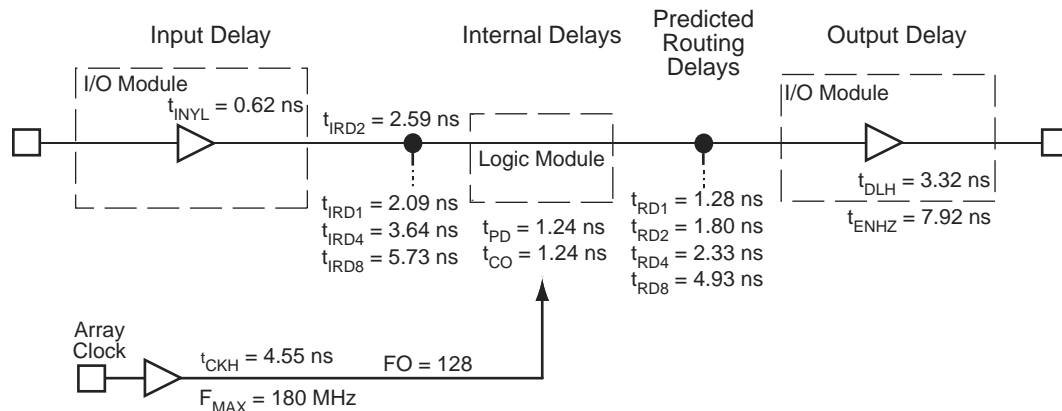 Input Delay
Internal Delays
Predicted
Routing
Delays
Output Delay
I/O Module
tINYL = 0.62 ns
tIRD2 = 2.59 ns
Logic Module
I/O Module
tIRD1 = 2.09 ns
tIRD4 = 3.64 ns
tIRD8 = 5.73 ns
tPD = 1.24 ns
tCO = 1.24 ns
tRD1 = 1.28 ns
tRD2 = 1.80 ns
tRD4 = 2.33 ns
tRD8 = 4.93 ns
tDLH = 3.32 ns
tENHZ = 7.92 ns
Array
Clock
tCKH = 4.55 ns
FO = 128
FMAX = 180 MHz